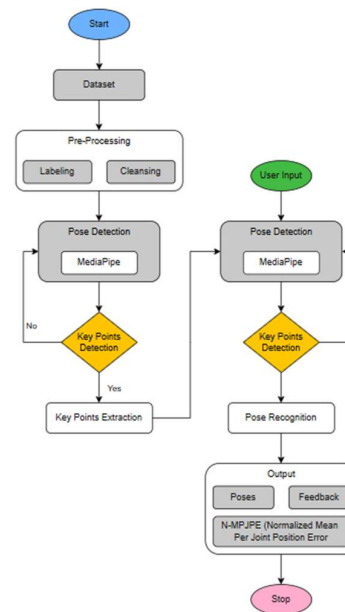 Start
Dataset
Pre-Processing
Labeling
Cleansing
Pose Detection
MediaPipe
No
Key Points
Detection
Yes
Key Points Extraction
User Input
Pose Detection
MediaPipe
Key Points
Detection
Pose Recognition
Output
Poses
Feedback
N-MPJPE (Normalized Mean
Per Joint Position Error
Stop